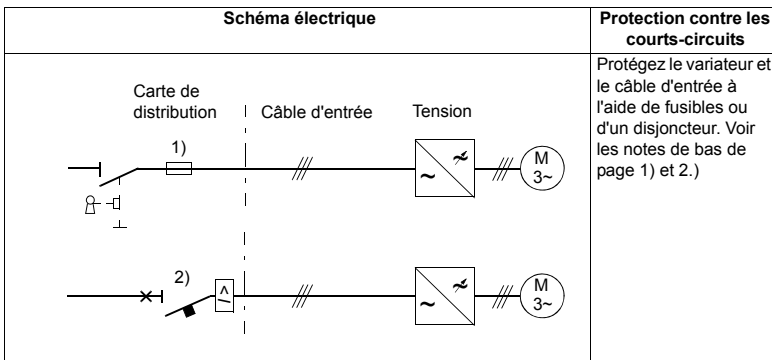 Schéma électrique
Protection contre les
courts-circuits
Carte de
distribution
Câble d'entrée
Tension
1)
M
3~
2)
M
3~
Protégez le variateur et
le câble d'entrée à
l'aide de fusibles ou
d'un disjoncteur. Voir
les notes de bas de
page 1) et 2.)